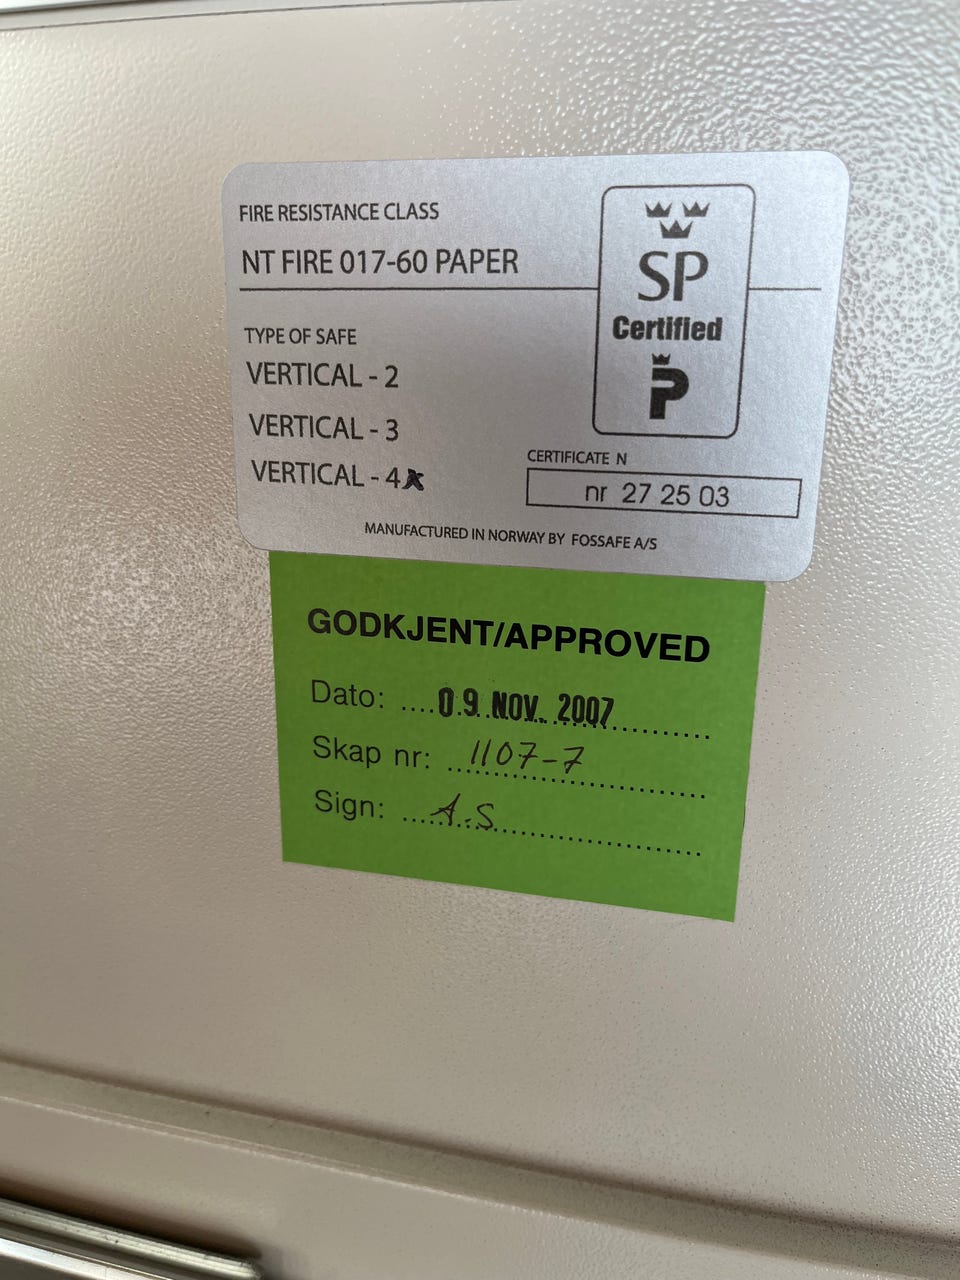 FIRE RESISTANCE CLASS
NT FIRE 017-60 PAPER
SP
Certified
P
TYPE OF SAFE
VERTICAL - 2
VERTICAL - 3
VERTICAL - 4 X
CERTIFICATE N
nr 27 25 03
MANUFACTURED IN NORWAY BY FOSSAFE A/S
GODKJENT/APPROVED
Dato: 09 NOV. 2007
Skap nr: 1107-7
Sign: A.S